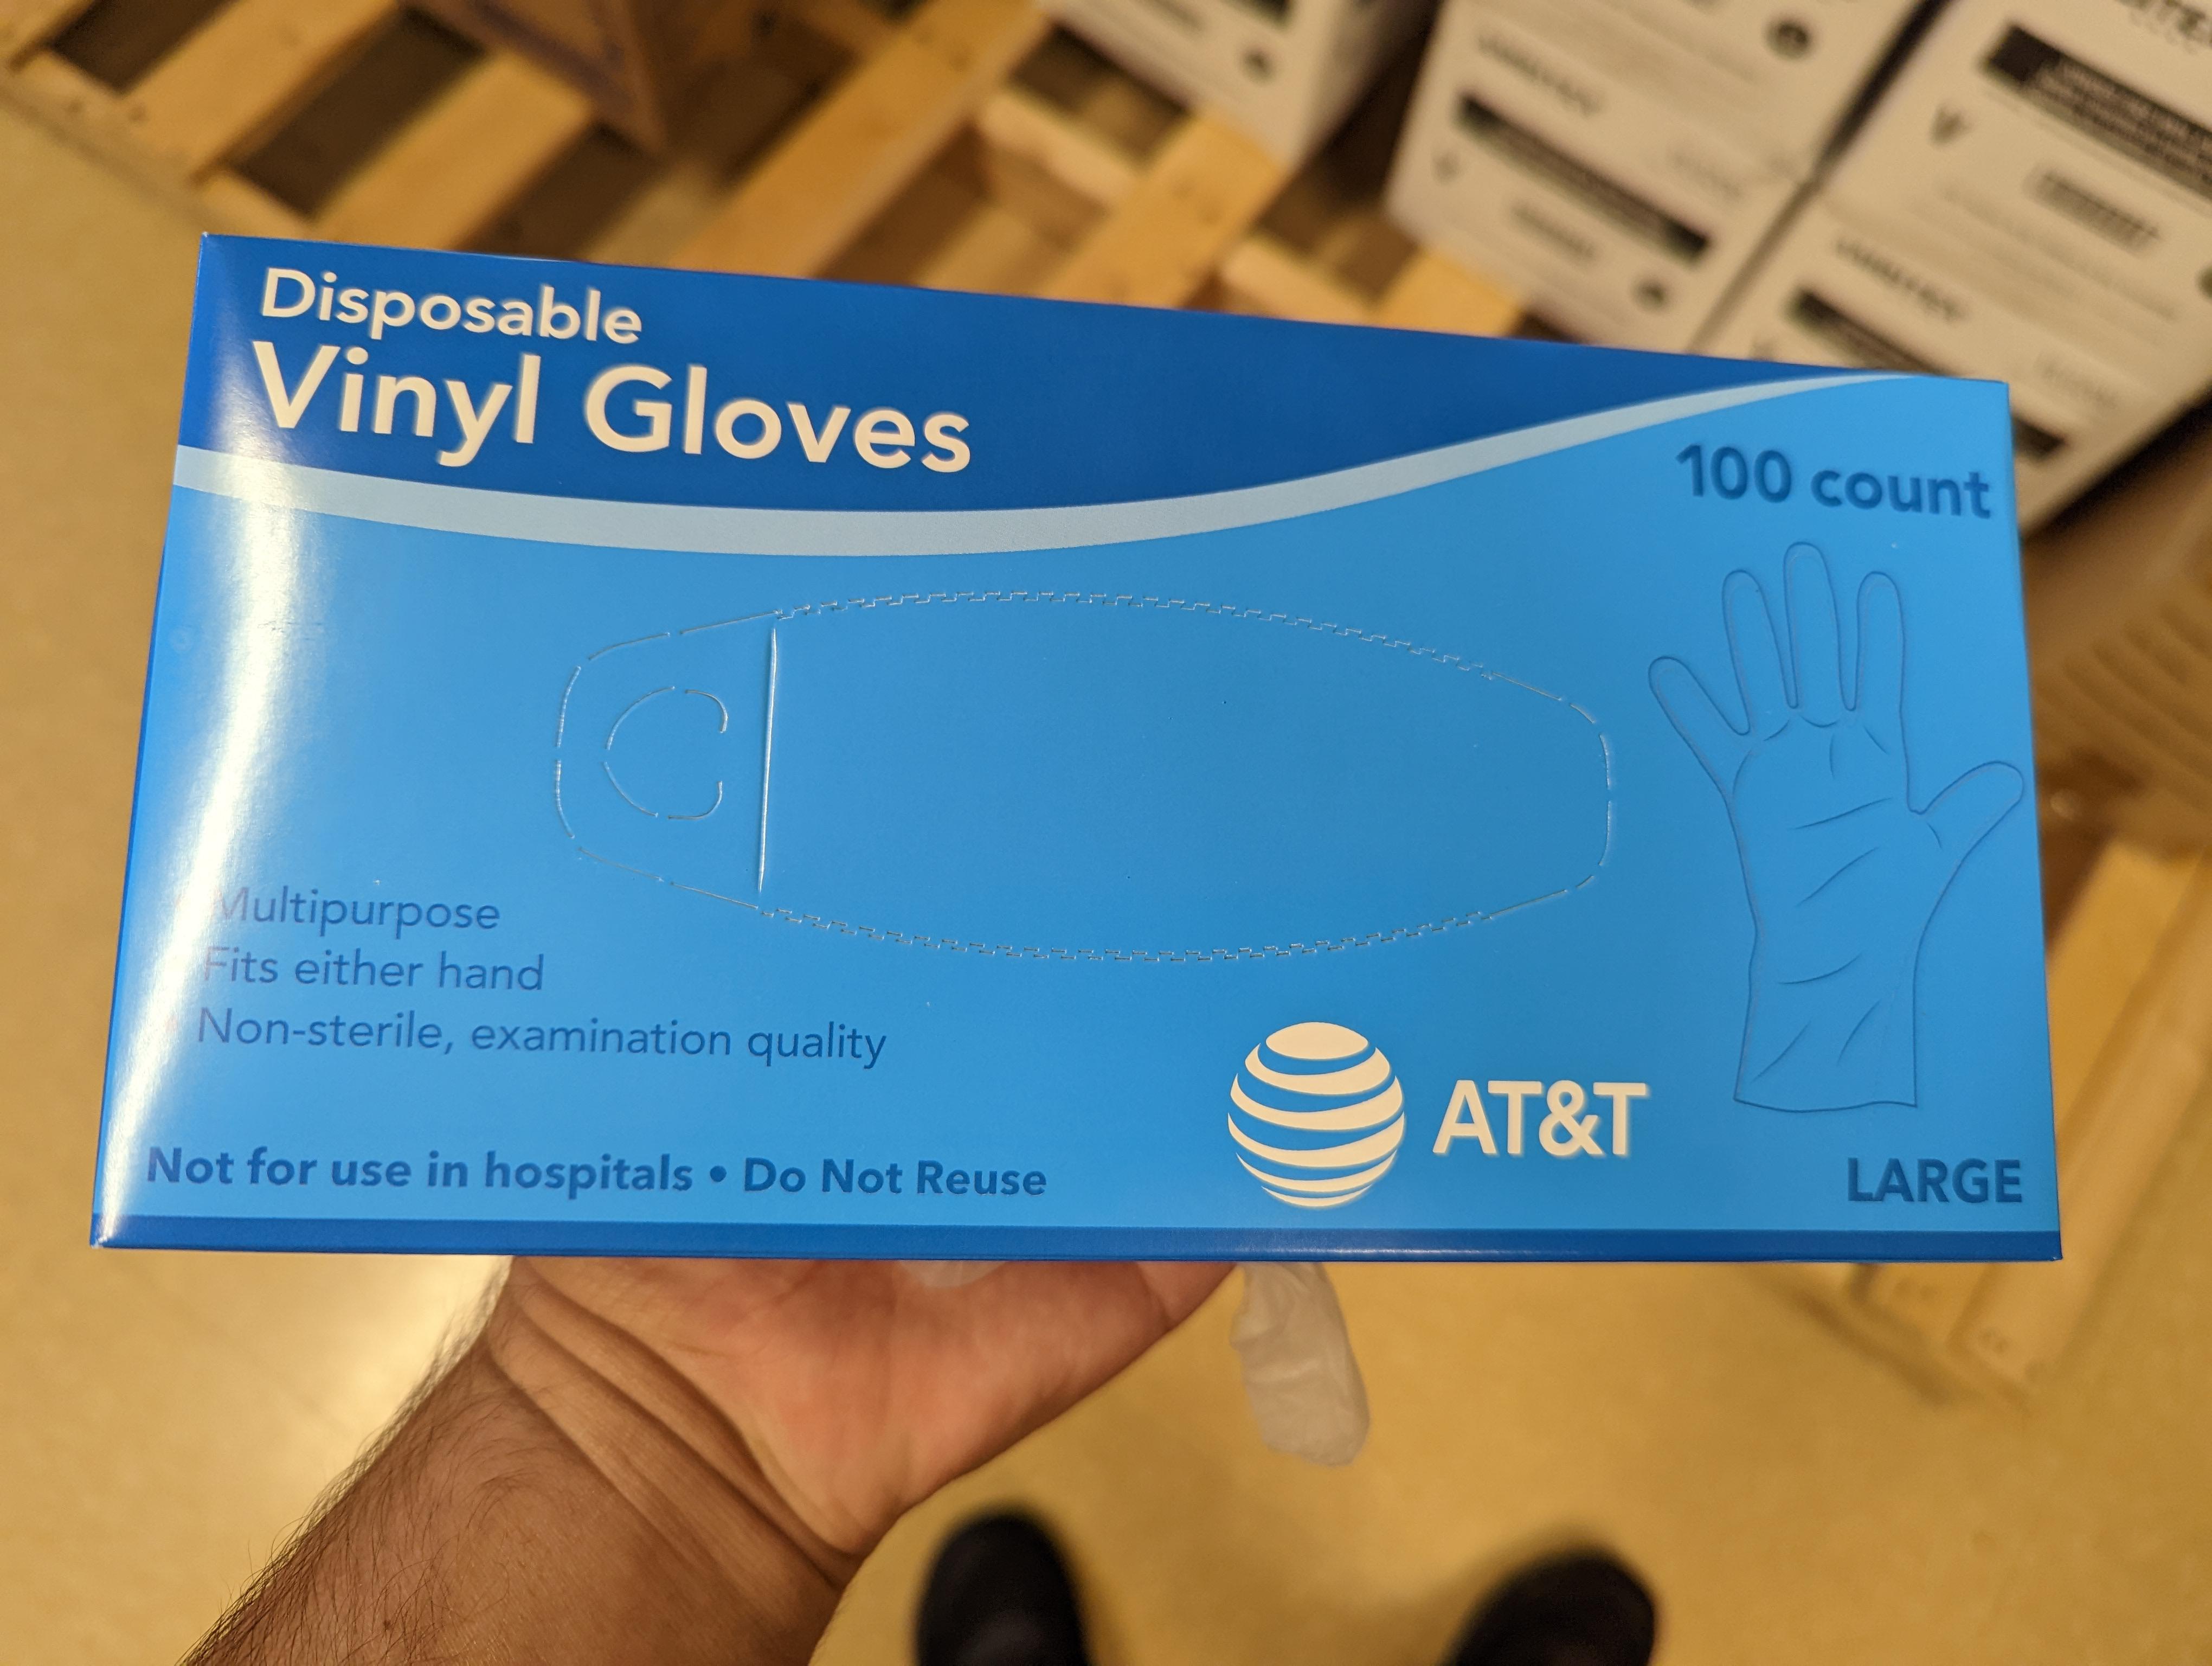 Disposable
Vinyl Gloves
100 count
Multipurpose
Fits either hand
• Non-sterile, examination quality
Not for use in hospitals • Do Not Reuse
AT&T
LARGE